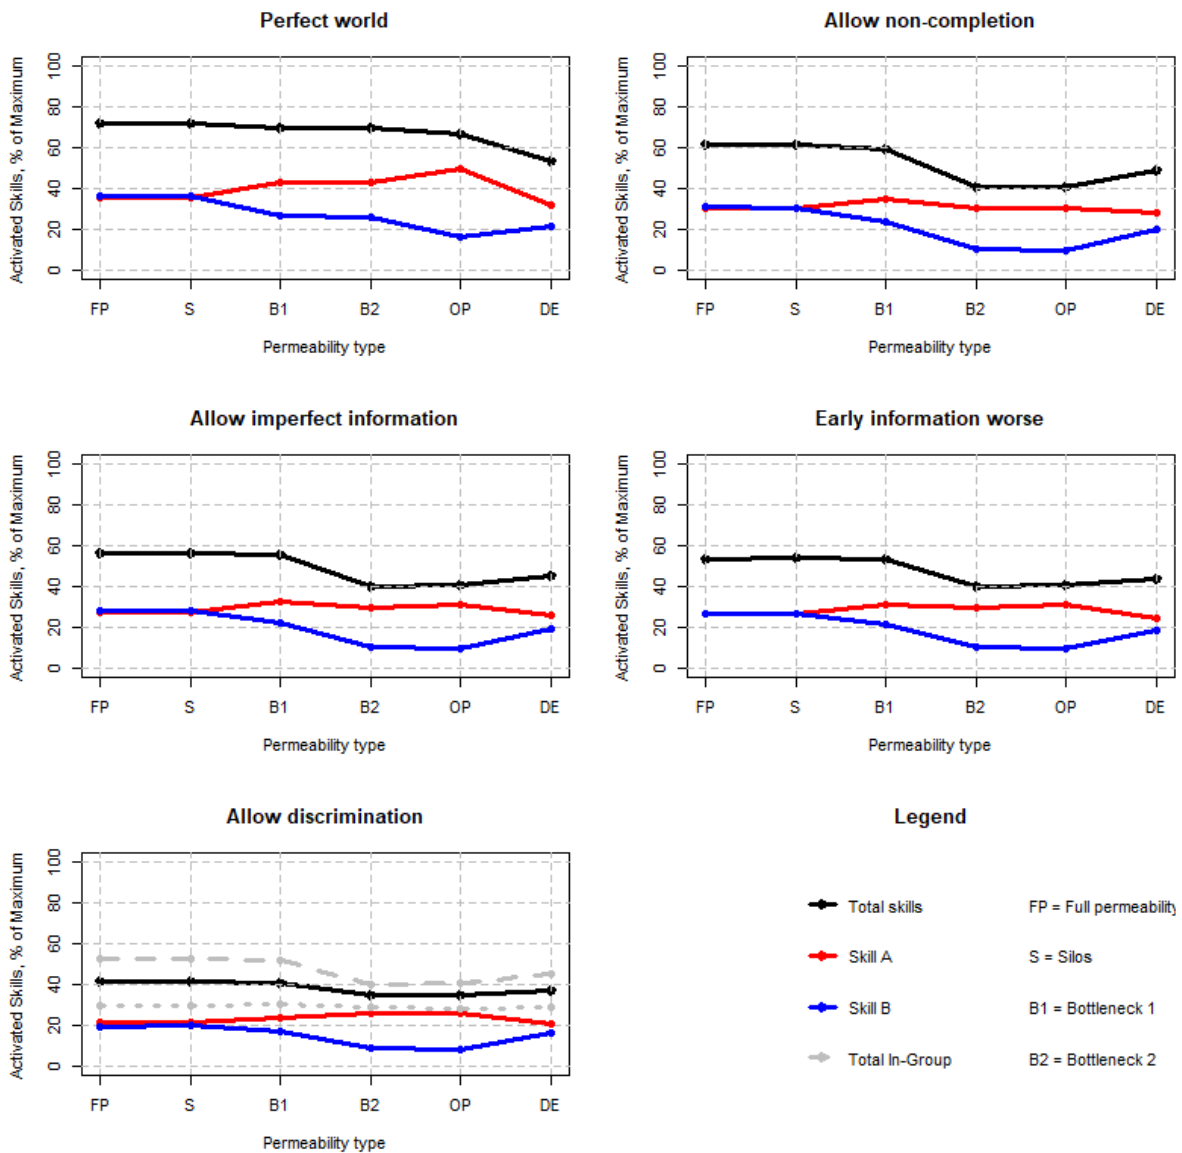 Perfect world
Activated Skills, % of Maximum
100
80
60
40
20
0
FP S B1 B2 OP DE
Permeability type
Allow non-completion
Activated Skills, % of Maximum
100
80
60
40
20
0
FP S B1 B2 OP DE
Permeability type
Allow imperfect information
Activated Skills, % of Maximum
100
80
60
40
20
0
FP S B1 B2 OP DE
Permeability type
Early information worse
Activated Skills, % of Maximum
100
80
60
40
20
0
FP S B1 B2 OP DE
Permeability type
Allow discrimination
Activated Skills, % of Maximum
100
80
60
40
20
0
FP S B1 B2 OP DE
Permeability type
Legend
Total skills FP = Full permeability
Skill A S = Silos
Skill B B1 = Bottleneck 1
Total In-Group B2 = Bottleneck 2